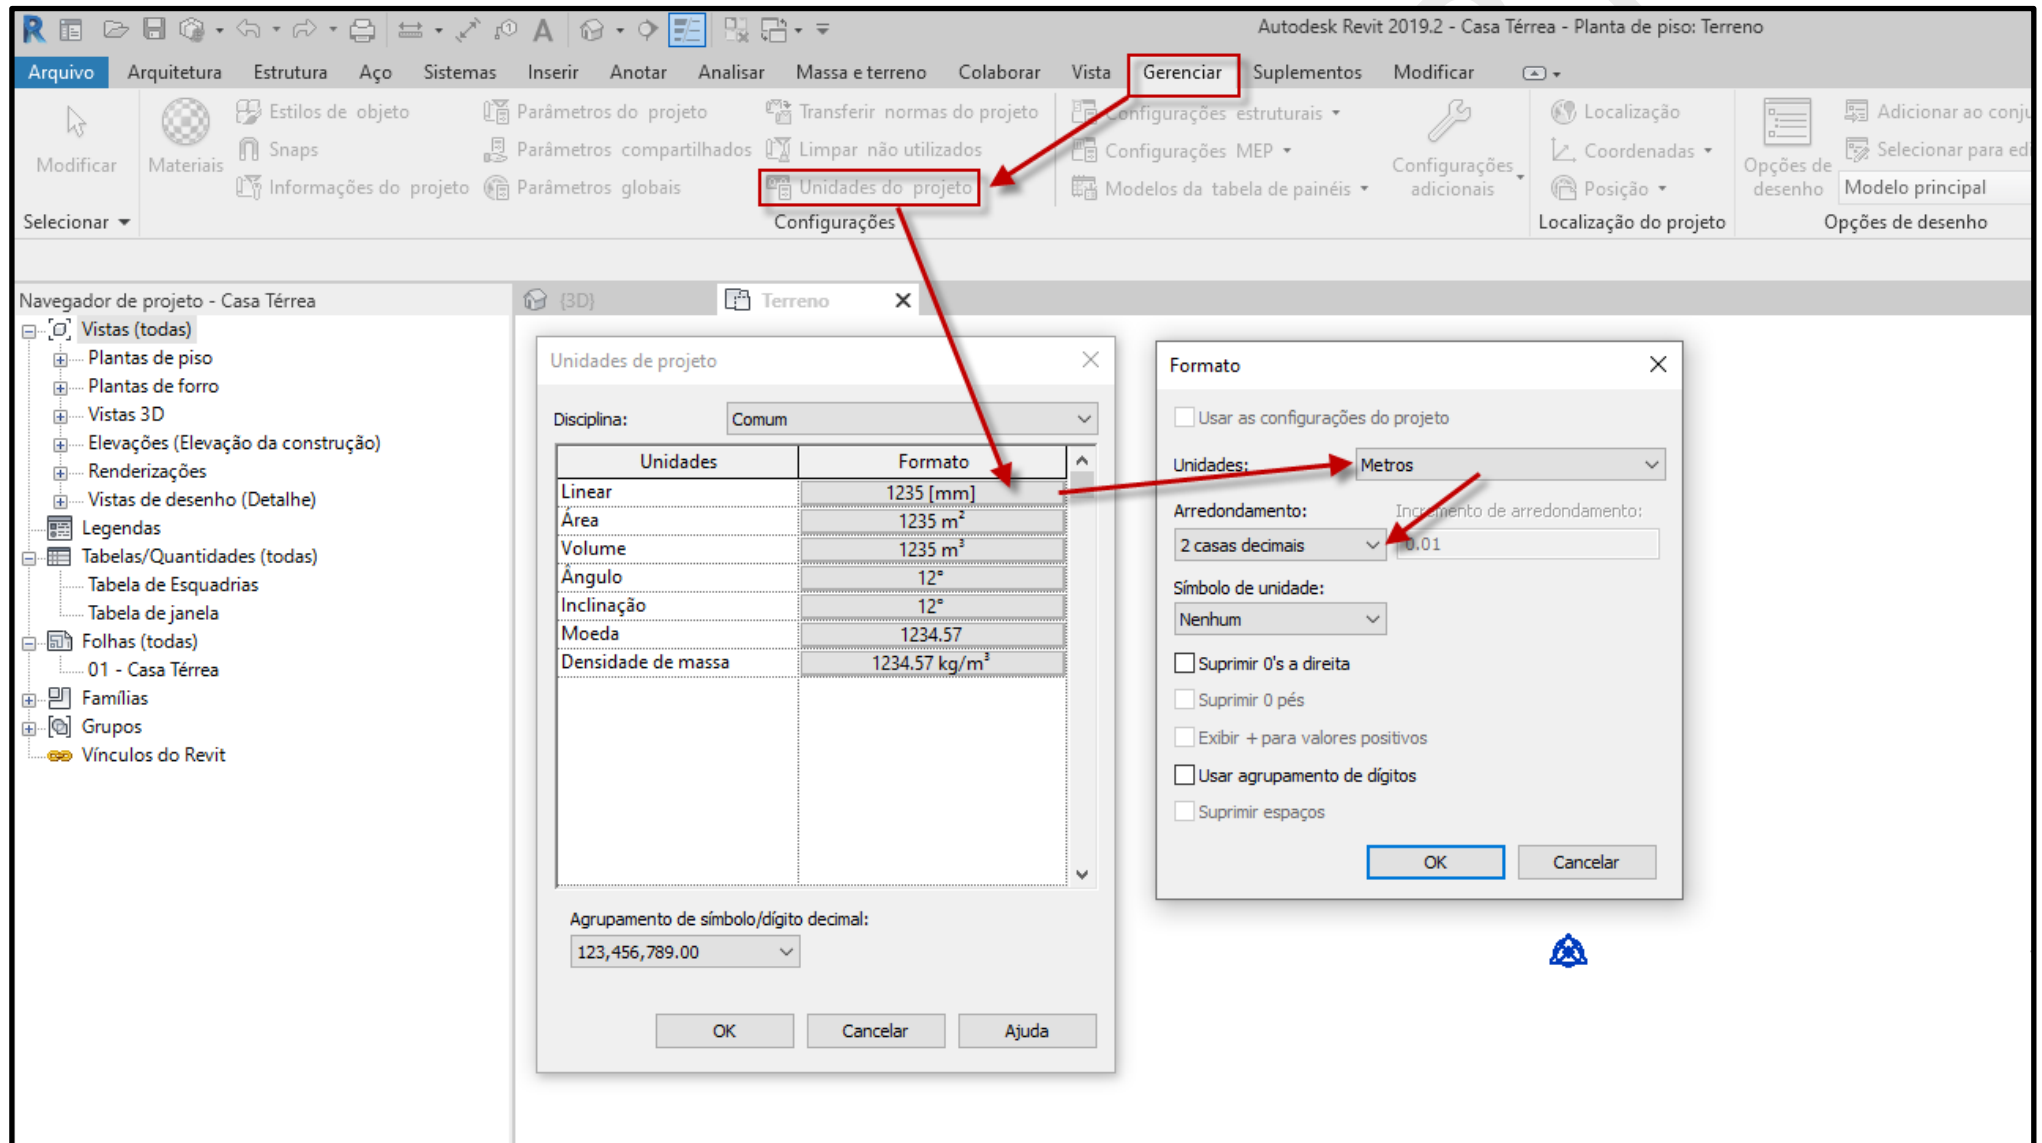 Autodesk Revit 2019.2 - Casa Térrea - Planta de piso: Terreno
Arquivo Arquitetura Estrutura Aço Sistemas Inserir Anotar Analisar Massa e terreno Colaborar Vista Gerenciar Suplementos Modificar
Modificar
Selecionar
Materiais
Estilos de objeto
Snaps
Informações do projeto
Parâmetros do projeto
Parâmetros compartilhados
Parâmetros globais
Transferir normas do projeto
Limpar não utilizados
Unidades do projeto
Configurações
Configurações estruturais
Configurações MEP
Modelos da tabela de painéis
Configurações
adicionais
Localização
Coordenadas
Posição
Localização do projeto
Opções de
desenho
Adicionar ao conju
Selecionar para edi
Modelo principal
Opções de desenho
Navegador de projeto - Casa Térrea
Vistas (todas)
Plantas de piso
Plantas de forro
Vistas 3D
Elevações (Elevação da construção)
Renderizações
Vistas de desenho (Detalhe)
Legendas
Tabelas/Quantidades (todas)
Tabela de Esquadrias
Tabela de janela
Folhas (todas)
01 - Casa Térrea
Famílias
Grupos
Vínculos do Revit
{3D}
Terreno
Unidades de projeto
Disciplina: Comum
Unidades Formato
Linear 1235 [mm]
Área 1235 m²
Volume 1235 m³
Ângulo 12°
Inclinação 12°
Moeda 1234.57
Densidade de massa 1234.57 kg/m³
Agrupamento de símbolo/dígito decimal:
123,456,789.00
OK Cancelar Ajuda
Formato
Usar as configurações do projeto
Unidades: Metros
Arredondamento: Incremento de arredondamento:
2 casas decimais 0.01
Símbolo de unidade:
Nenhum
Suprimir 0's a direita
Suprimir 0 pés
Exibir + para valores positivos
Usar agrupamento de dígitos
Suprimir espaços
OK Cancelar